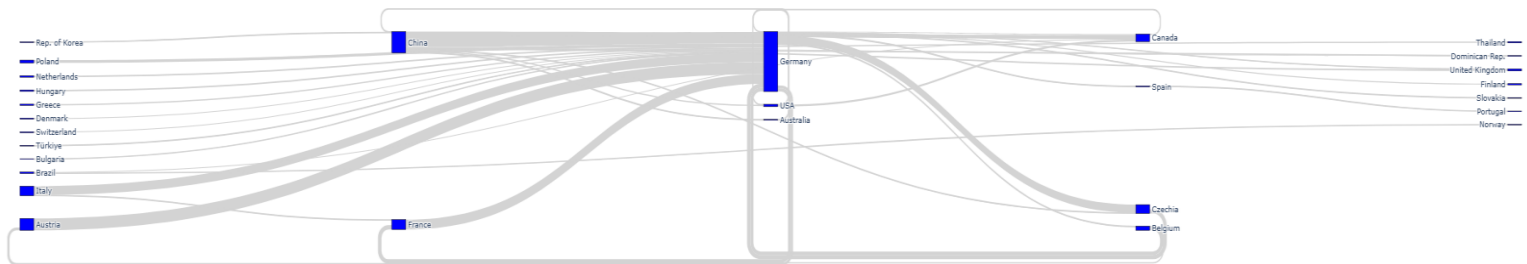 Rep. of Korea
Poland
Netherlands
Hungary
Greece
Denmark
Switzerland
Türkiye
Bulgaria
Brazil
Italy
Austria
China
France
Germany
USA
Australia
Canada
Spain
Czechia
Belgium
Thailand
Dominican Rep.
United Kingdom
Finland
Slovakia
Portugal
Norway